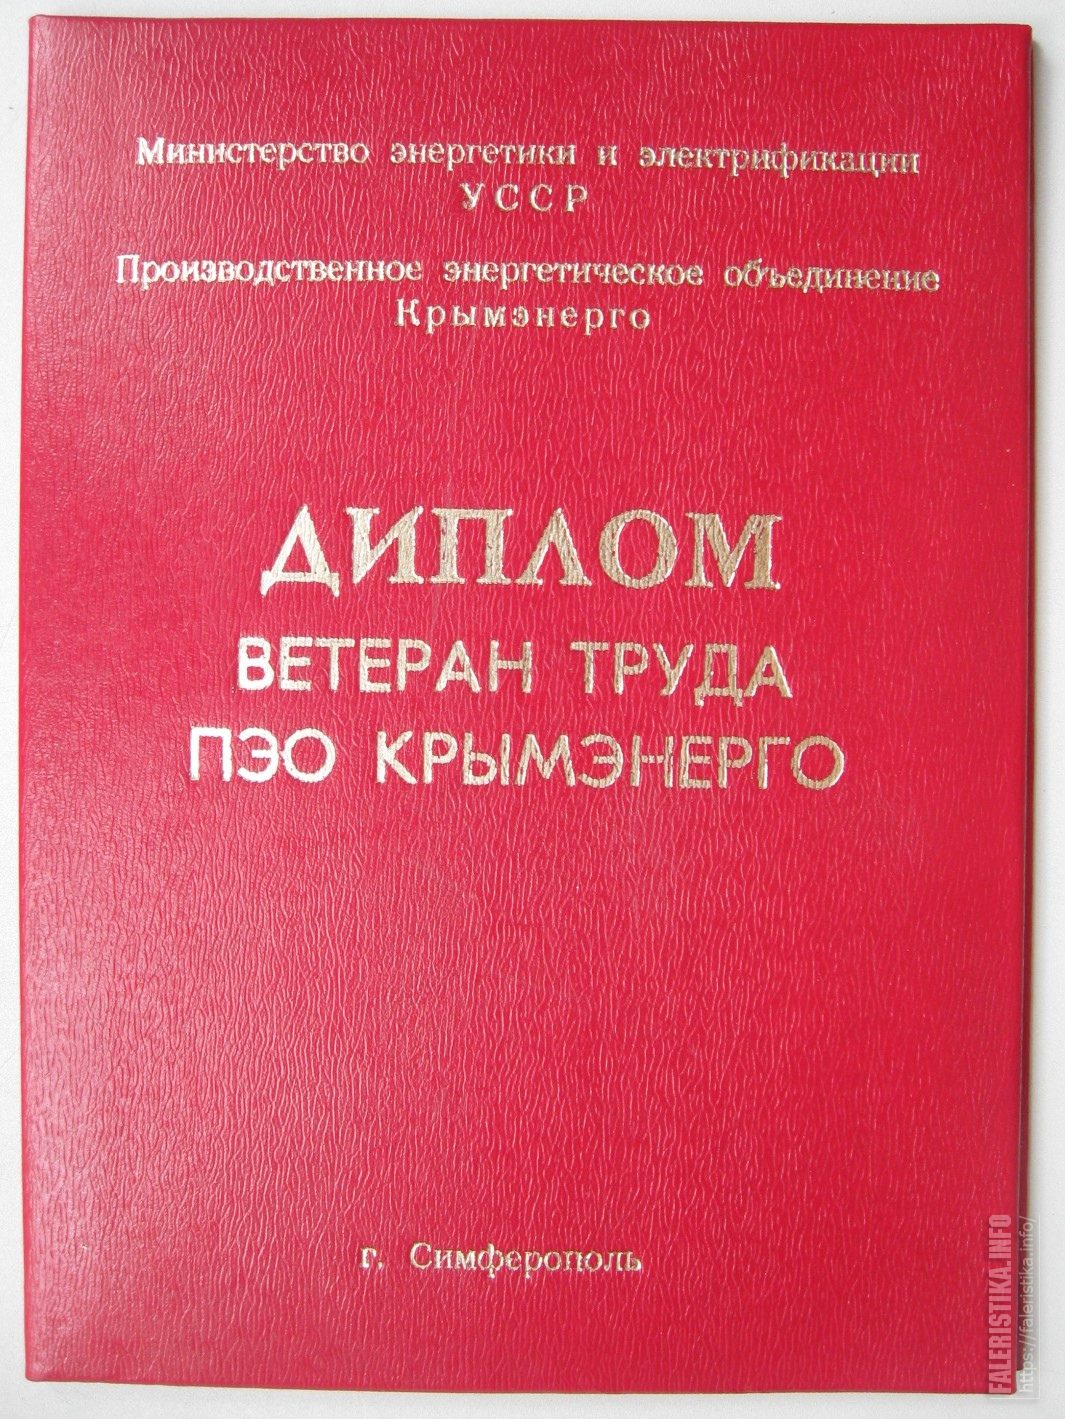 Министерство энергетики и электрификации
УССР
Производственное энергетическое объединение
Крымэнерго
ДИПЛОМ
ВЕТЕРАН ТРУДА
ПЭО КРЫМЭНЕРГО
г. Симферополь
FALERISTIKA.INFO
https://faleristika.info/